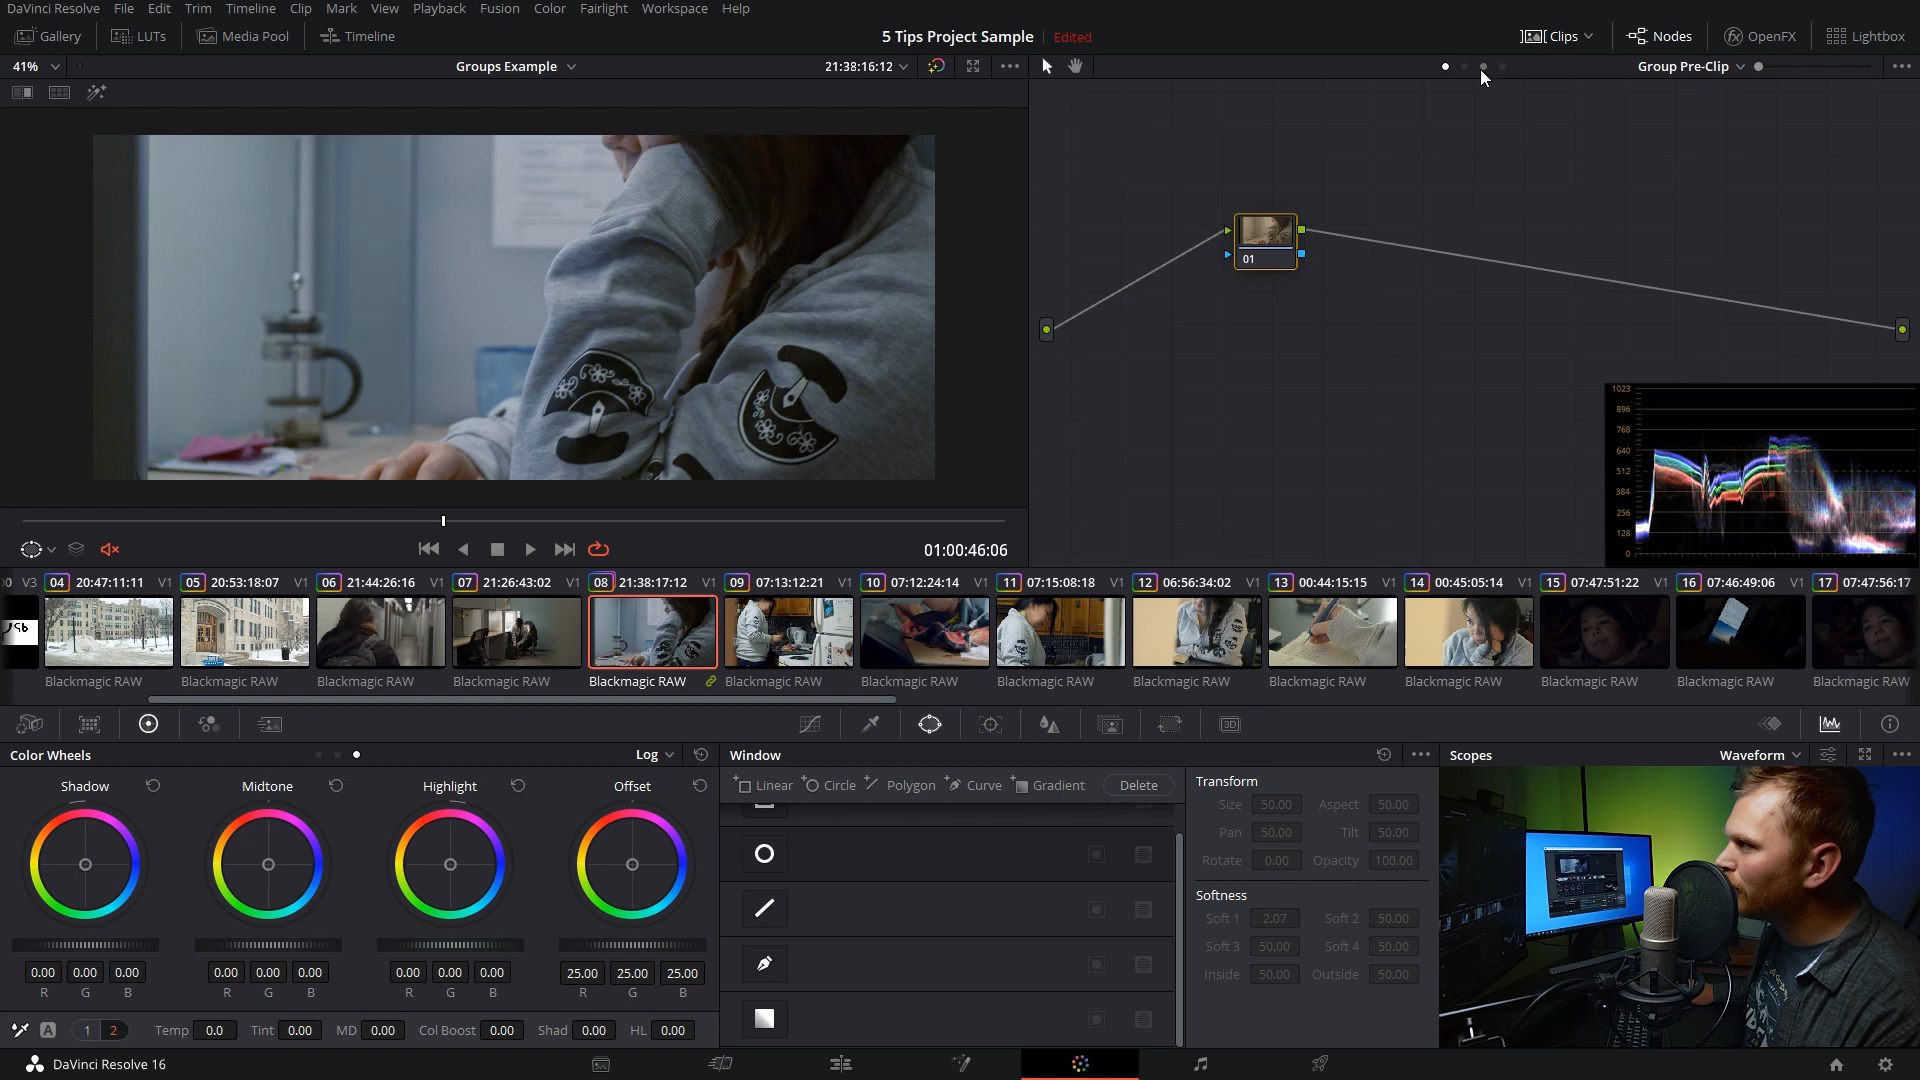 DaVinci Resolve File Edit Trim Timeline Clip Mark View Playback Fusion Color Fairlight Workspace Help
Gallery LUTs Media Pool Timeline 5 Tips Project Sample Edited Clips Nodes OpenFX Lightbox
41% Groups Example 21:38:16:12 Group Pre-Clip
01
1023
896
768
640
512
384
256
128
0
01:00:46:06
00 V3 04 20:47:11:11 V1 05 20:53:18:07 V1 06 21:44:26:16 V1 07 21:26:43:02 V1 08 21:38:17:12 V1 09 07:13:12:21 V1 10 07:12:24:14 V1 11 07:15:08:18 V1 12 06:56:34:02 V1 13 00:44:15:15 V1 14 00:45:05:14 V1 15 07:47:51:22 V1 16 07:46:49:06 V1 17 07:47:56:17
Blackmagic RAW Blackmagic RAW Blackmagic RAW Blackmagic RAW Blackmagic RAW Blackmagic RAW Blackmagic RAW Blackmagic RAW Blackmagic RAW Blackmagic RAW Blackmagic RAW Blackmagic RAW Blackmagic RAW Blackmagic RAW
3D
Color Wheels Log Window Scopes Waveform
Shadow Midtone Highlight Offset
Linear Circle Polygon Curve Gradient Delete
Transform
Size 50.00 Aspect 50.00
Pan 50.00 Tilt 50.00
Rotate 0.00 Opacity 100.00
Softness
Soft 1 2.07 Soft 2 50.00
Soft 3 50.00 Soft 4 50.00
Inside 50.00 Outside 50.00
0.00 0.00 0.00 0.00 0.00 0.00 0.00 0.00 0.00 25.00 25.00 25.00
R G B R G B R G B R G B
A 1 2 Temp 0.0 Tint 0.00 MD 0.00 Col Boost 0.00 Shad 0.00 HL 0.00
DaVinci Resolve 16